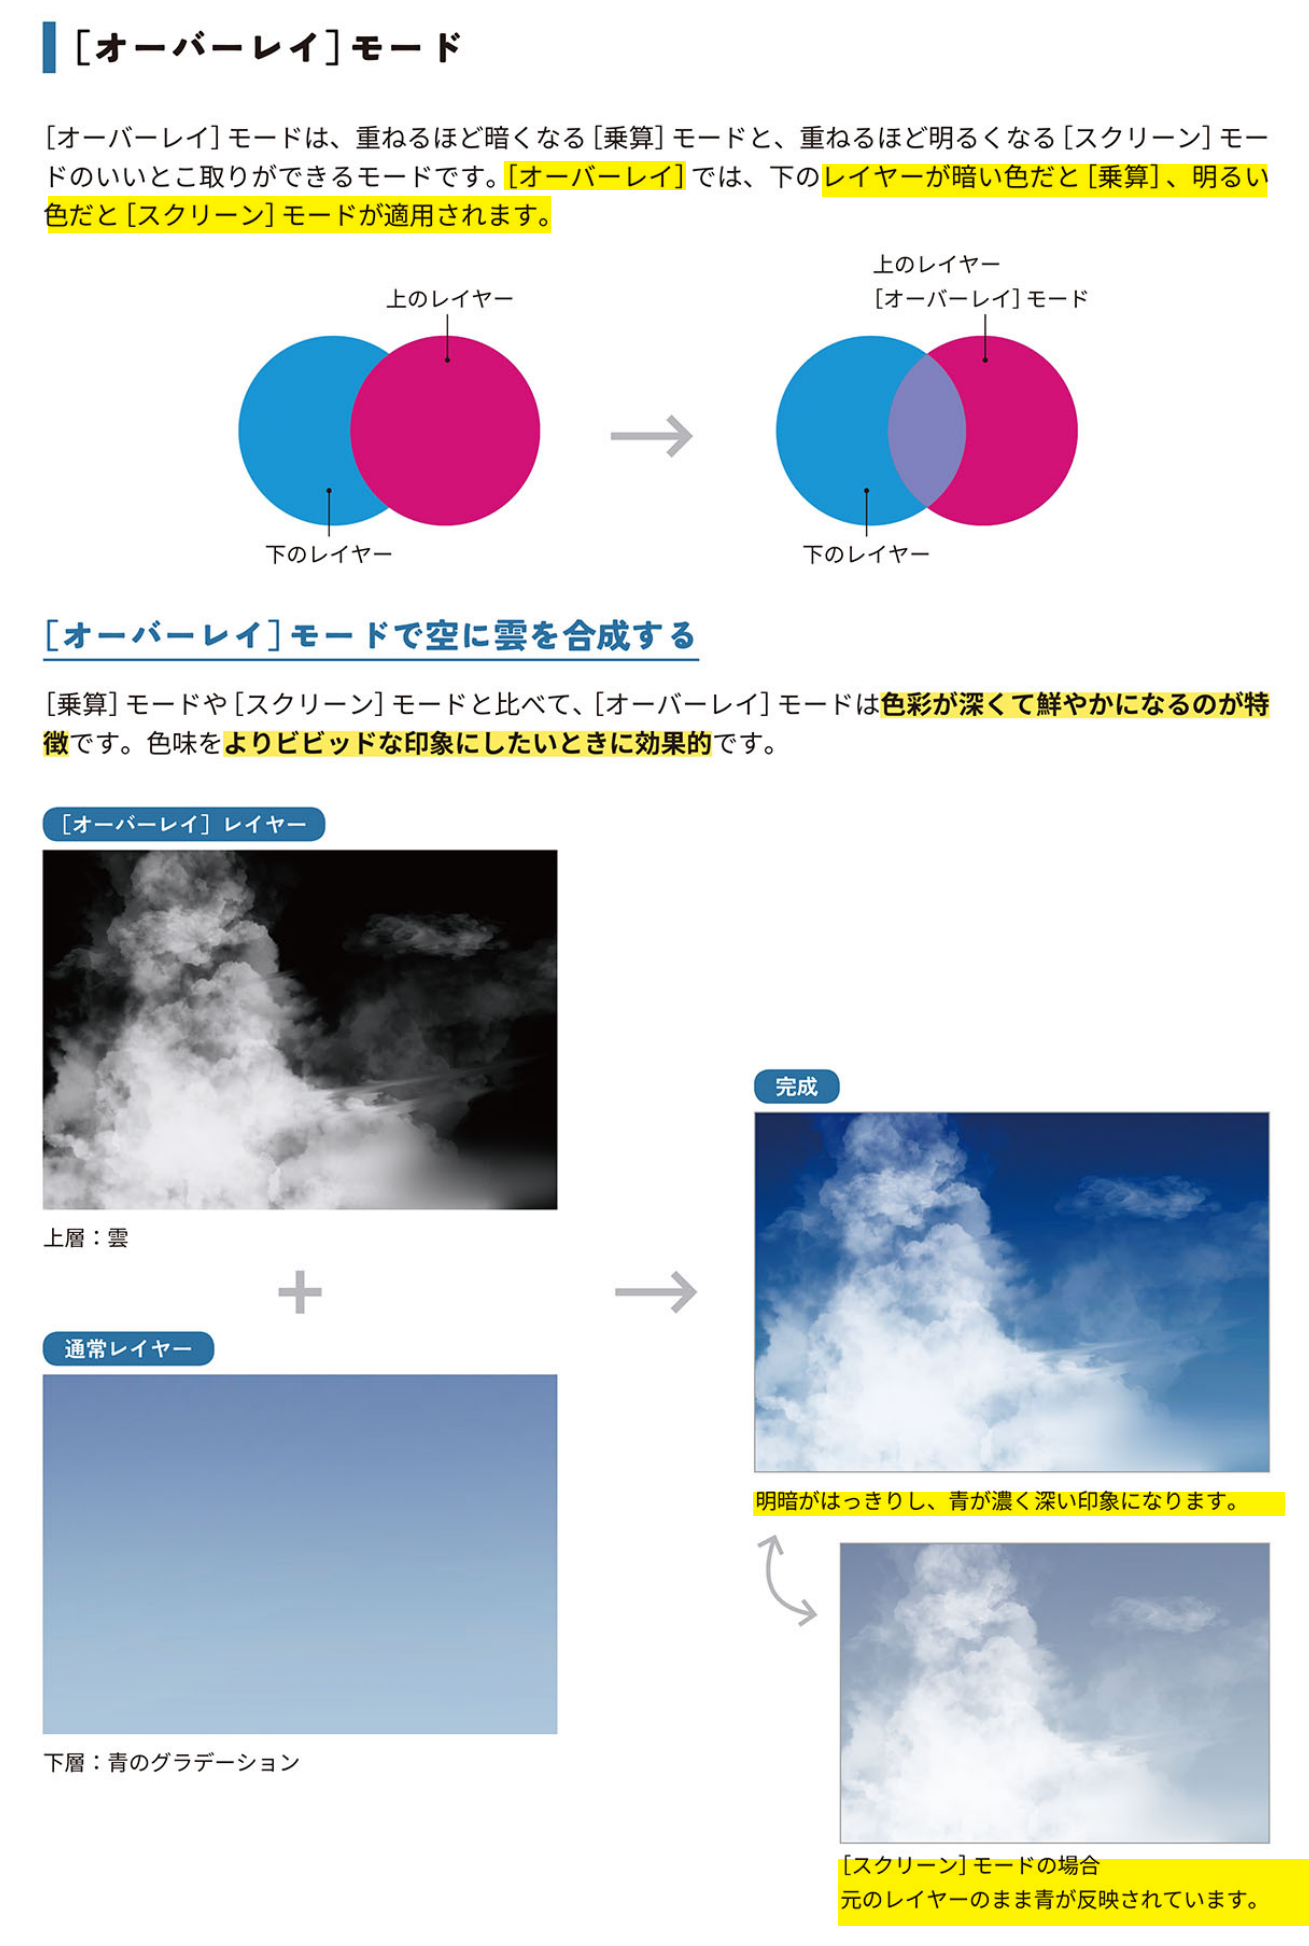 ［オーバーレイ］モード
［オーバーレイ］モードは、重ねるほど暗くなる［乗算］モードと、重ねるほど明るくなる［スクリーン］モー
ドのいいとこ取りができるモードです。［オーバーレイ］では、下のレイヤーが暗い色だと［乗算］、明るい
色だと［スクリーン］モードが適用されます。
上のレイヤー
下のレイヤー
上のレイヤー
［オーバーレイ］モード
下のレイヤー
［オーバーレイ］モードで空に雲を合成する
［乗算］モードや［スクリーン］モードと比べて、［オーバーレイ］モードは色彩が深くて鮮やかになるのが特
徴です。色味をよりビビッドな印象にしたいときに効果的です。
［オーバーレイ］レイヤー
上層：雲
通常レイヤー
下層：青のグラデーション
完成
明暗がはっきりし、青が濃く深い印象になります。
［スクリーン］モードの場合
元のレイヤーのまま青が反映されています。